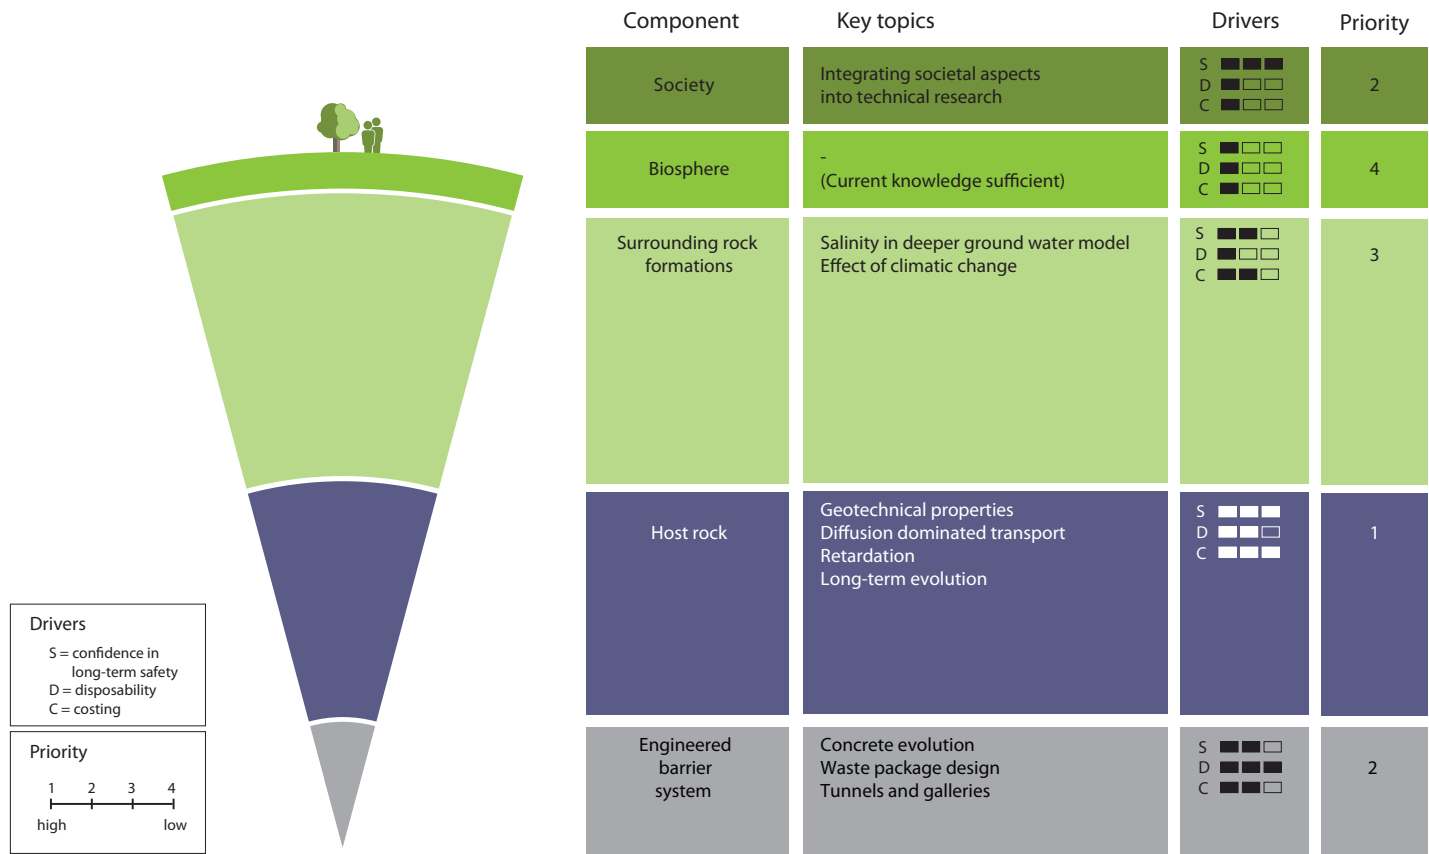 Component Key topics Drivers Priority
Society
Integrating societal aspects
into technical research
S
D
C
2
Biosphere
-
(Current knowledge sufficient)
S
D
C
4
Surrounding rock
formations
Salinity in deeper ground water model
Effect of climatic change
S
D
C
3
Host rock
Geotechnical properties
Diffusion dominated transport
Retardation
Long-term evolution
S
D
C
1
Engineered
barrier
system
Concrete evolution
Waste package design
Tunnels and galleries
S
D
C
2
Drivers
S = confidence in
long-term safety
D = disposability
C = costing
Priority
1 2 3 4
high low